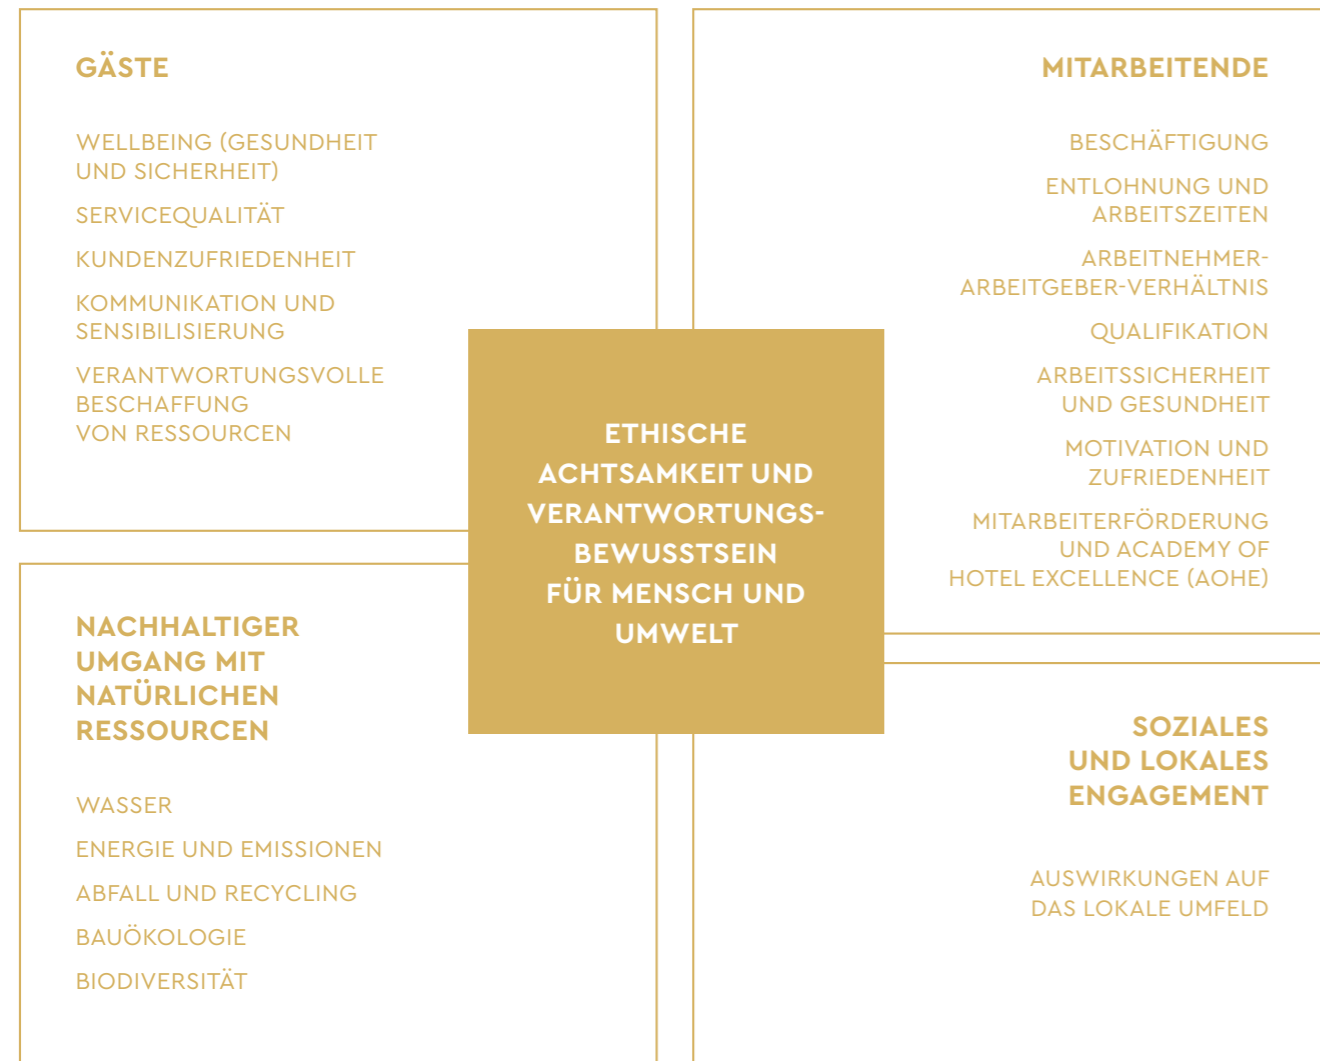 GÄSTE
WELLBEING (GESUNDHEIT
UND SICHERHEIT)
SERVICEQUALITÄT
KUNDENZUFRIEDENHEIT
KOMMUNIKATION UND
SENSIBILISIERUNG
VERANTWORTUNGSVOLLE
BESCHAFFUNG
VON RESSOURCEN
MITARBEITENDE
BESCHÄFTIGUNG
ENTLOHNUNG UND
ARBEITSZEITEN
ARBEITNEHMER-
ARBEITGEBER-VERHÄLTNIS
QUALIFIKATION
ARBEITSSICHERHEIT
UND GESUNDHEIT
MOTIVATION UND
ZUFRIEDENHEIT
MITARBEITERFÖRDERUNG
UND ACADEMY OF
HOTEL EXCELLENCE (AOHE)
ETHISCHE
ACHTSAMKEIT UND
VERANTWORTUNGS-
BEWUSSTSEIN
FÜR MENSCH UND
UMWELT
NACHHALTIGER
UMGANG MIT
NATÜRLICHEN
RESSOURCEN
WASSER
ENERGIE UND EMISSIONEN
ABFALL UND RECYCLING
BAUÖKOLOGIE
BIODIVERSITÄT
SOZIALES
UND LOKALES
ENGAGEMENT
AUSWIRKUNGEN AUF
DAS LOKALE UMFELD